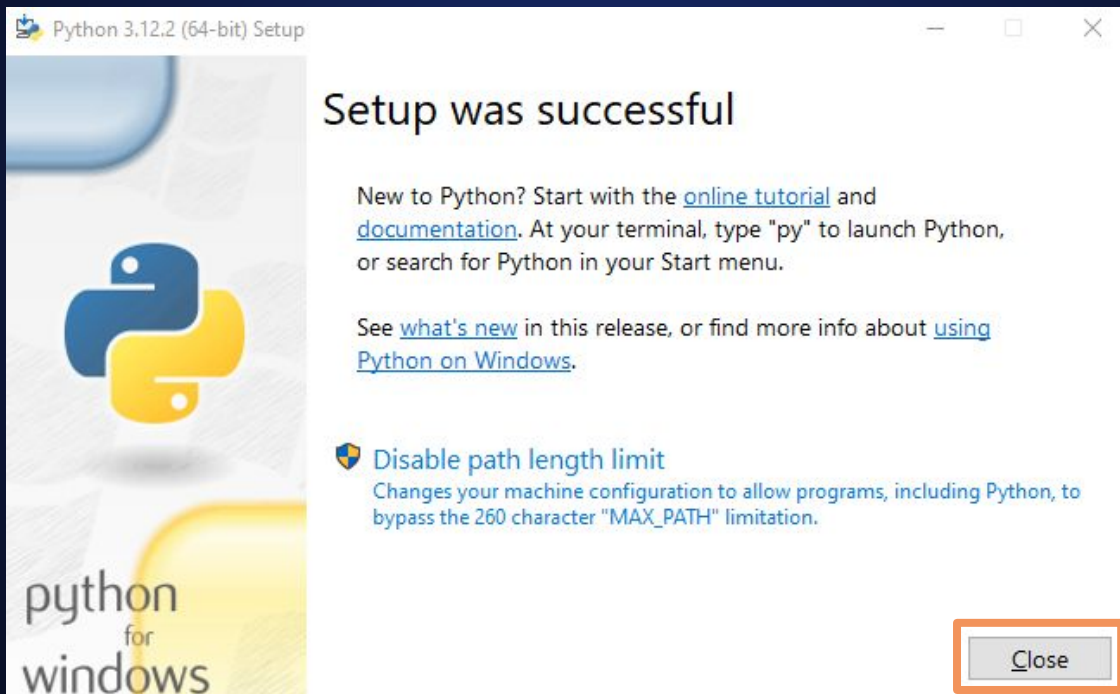 Python 3.12.2 (64-bit) Setup
Setup was successful
New to Python? Start with the online tutorial and
documentation. At your terminal, type "py" to launch Python,
or search for Python in your Start menu.
See what's new in this release, or find more info about using
Python on Windows.
Disable path length limit
Changes your machine configuration to allow programs, including Python, to
bypass the 260 character "MAX_PATH" limitation.
python
for
windows
Close